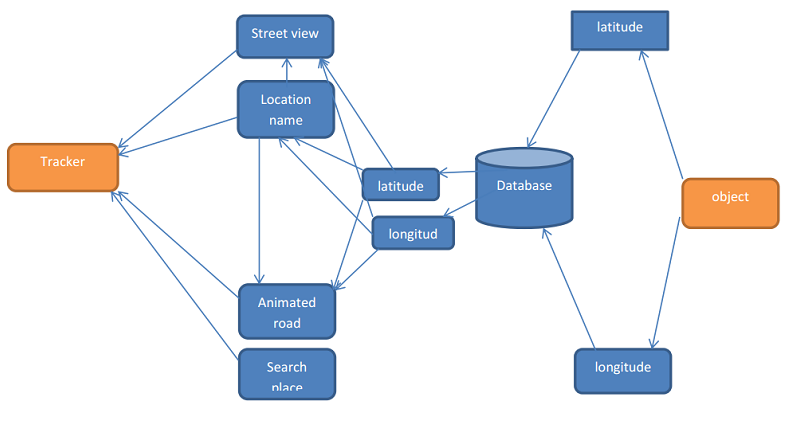 Street view
latitude
Location
name
Tracker
latitude
Database
object
longitud
Animated
road
Search
place
longitude